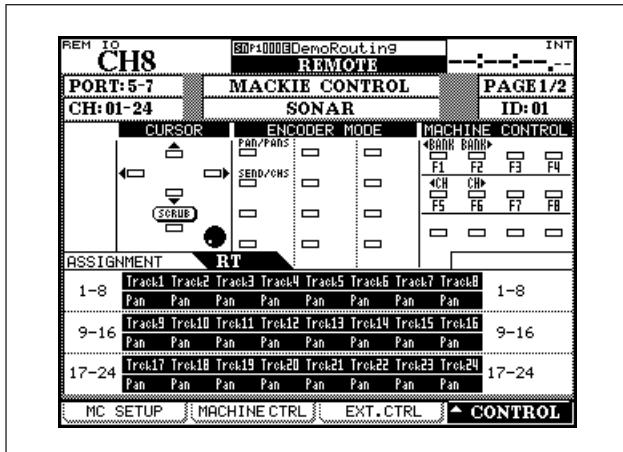 REM IO INT
CH8 DemoRouting --:--:--.--
REMOTE
PORT: 5-7 MACKIE CONTROL PAGE 1/2
CH: 01-24 SONAR ID: 01
CURSOR ENCODER MODE MACHINE CONTROL
PAN/PANS ◂BANK BANK▸
F1 F2 F3 F4
SEND/CHS ◂CH CH▸
F5 F6 F7 F8
SCRUB
ASSIGNMENT RT
1-8 Track1 Track2 Track3 Track4 Track5 Track6 Track7 Track8 1-8
Pan Pan Pan Pan Pan Pan Pan Pan
9-16 Track9 Trck10 Trck11 Trck12 Trck13 Trck14 Trck15 Trck16 9-16
Pan Pan Pan Pan Pan Pan Pan Pan
17-24 Trck17 Trck18 Trck19 Trck20 Trck21 Trck22 Trck23 Trck24 17-24
Pan Pan Pan Pan Pan Pan Pan Pan
MC SETUP MACHINE CTRL EXT.CTRL ▲ CONTROL